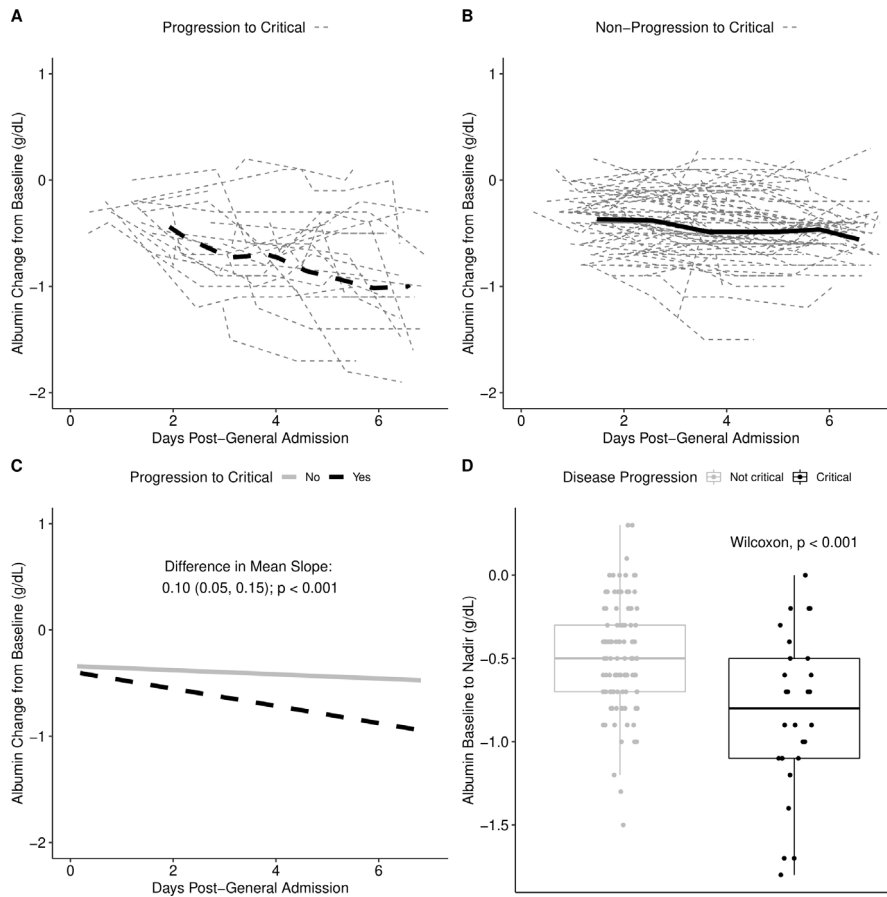 A
Progression to Critical
Albumin Change from Baseline (g/dL)
1
0
−1
−2
0 2 4 6
Days Post−General Admission
B
Non−Progression to Critical
Albumin Change from Baseline (g/dL)
1
0
−1
−2
0 2 4 6
Days Post−General Admission
C
Progression to Critical No Yes
Albumin Change from Baseline (g/dL)
1
0
−1
−2
Difference in Mean Slope:
0.10 (0.05, 0.15); p < 0.001
0 2 4 6
Days Post−General Admission
D
Disease Progression Not critical Critical
Albumin Baseline to Nadir (g/dL)
Wilcoxon, p < 0.001
0.0
−0.5
−1.0
−1.5